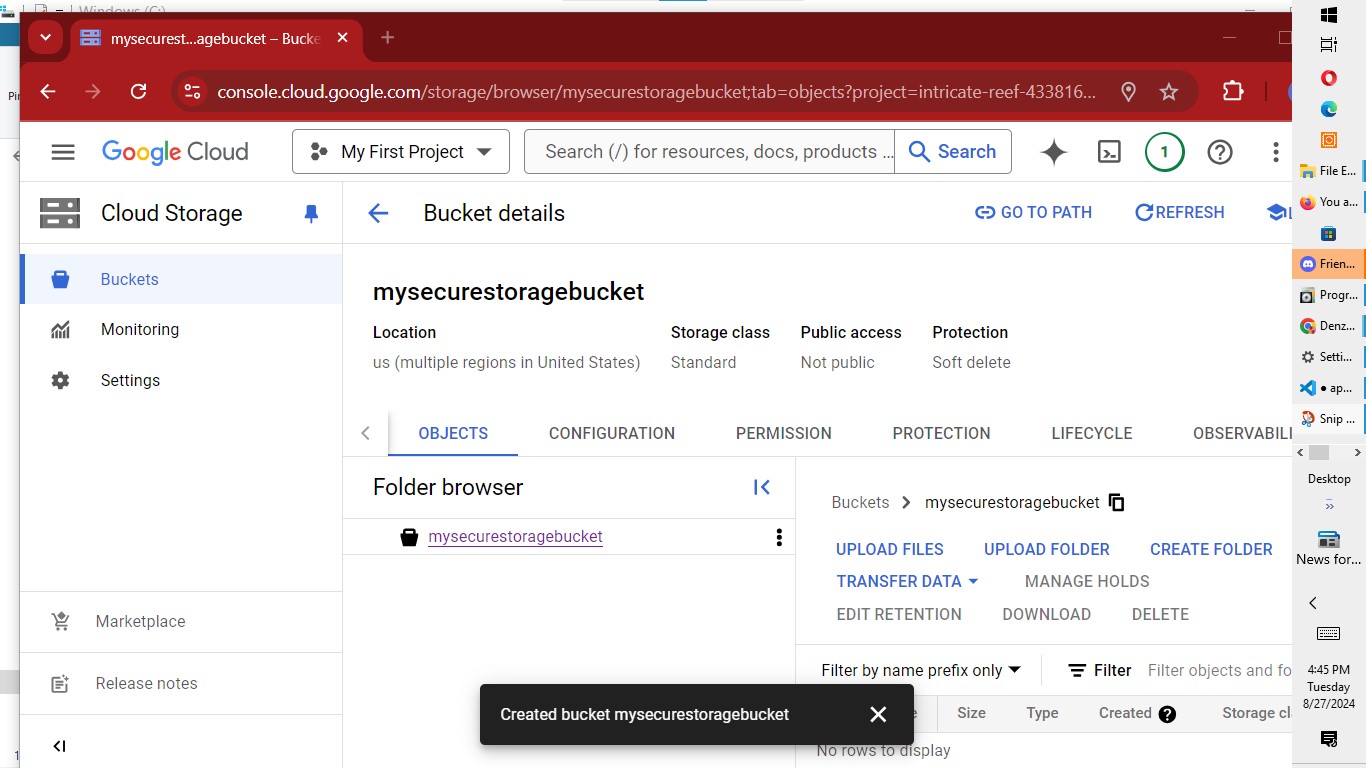 Windows (C:)
mysecurest...agebucket – Bucke
console.cloud.google.com/storage/browser/mysecurestoragebucket;tab=objects?project=intricate-reef-433816...
Google Cloud
My First Project
Search (/) for resources, docs, products ...
Search
1
Cloud Storage
Bucket details
GO TO PATH
REFRESH
Buckets
Monitoring
Settings
Marketplace
Release notes
mysecurestoragebucket
Location
Storage class
Public access
Protection
us (multiple regions in United States)
Standard
Not public
Soft delete
OBJECTS
CONFIGURATION
PERMISSION
PROTECTION
LIFECYCLE
OBSERVABILI
Folder browser
mysecurestoragebucket
Buckets > mysecurestoragebucket
UPLOAD FILES
UPLOAD FOLDER
CREATE FOLDER
TRANSFER DATA
MANAGE HOLDS
EDIT RETENTION
DOWNLOAD
DELETE
Filter by name prefix only
Filter
Filter objects and fo
Size
Type
Created
Storage cl
No rows to display
Created bucket mysecurestoragebucket
File E...
You a...
Frien...
Progr...
Denz...
Setti...
● ap...
Snip ...
Desktop
News for...
4:45 PM
Tuesday
8/27/2024